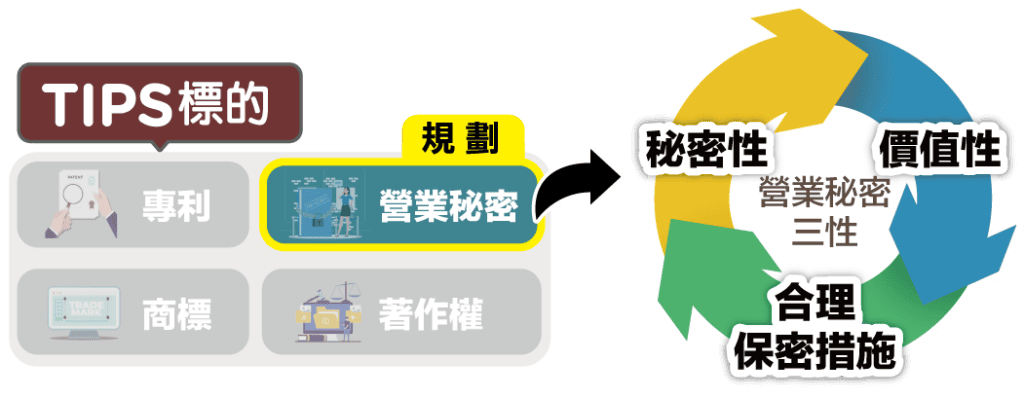 TIPS標的
規劃
專利
PATENT
營業秘密
商標
TRADE
MARK
著作權
秘密性
價值性
營業秘密
三性
合理
保密措施